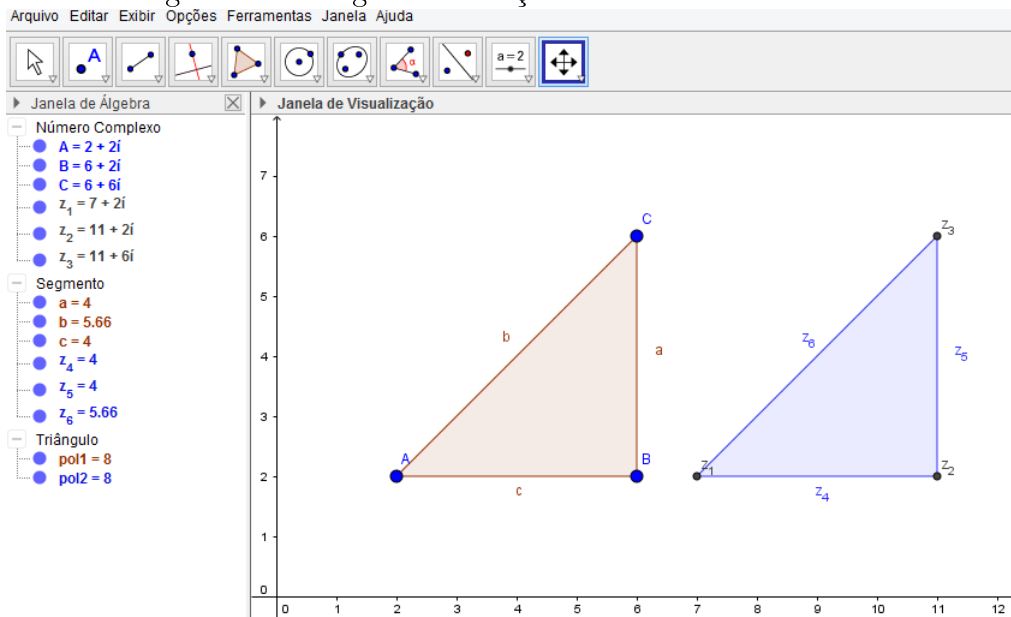 Arquivo Editar Exibir Opções Ferramentas Janela Ajuda
A
α
a=2
Janela de Álgebra
Janela de Visualização
Número Complexo
A = 2 + 2í
B = 6 + 2í
C = 6 + 6í
z₁ = 7 + 2í
z₂ = 11 + 2í
z₃ = 11 + 6í
Segmento
a = 4
b = 5.66
c = 4
z₄ = 4
z₅ = 4
z₆ = 5.66
Triângulo
pol1 = 8
pol2 = 8
7
6
5
4
3
2
1
0
C
z₃
b
a
z₆
z₅
A
B
z₁
z₂
c
z₄
0 1 2 3 4 5 6 7 8 9 10 11 12